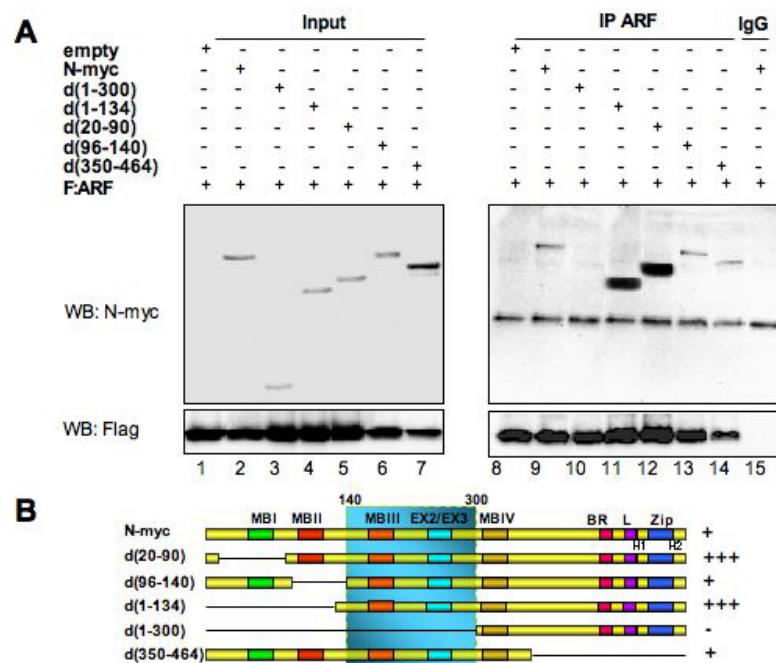 A
Input
IP ARF
IgG
empty + - - - - - - + - - - - - - -
N-myc - + - - - - - - + - - - - - +
d(1-300) - - + - - - - - - + - - - - -
d(1-134) - - - + - - - - - - + - - - -
d(20-90) - - - - + - - - - - - + - - -
d(96-140) - - - - - + - - - - - - + - -
d(350-464) - - - - - - + - - - - - - + -
F:ARF + + + + + + + + + + + + + + +
WB: N-myc
WB: Flag
1 2 3 4 5 6 7 8 9 10 11 12 13 14 15
B
140 300
MBI MBII MBIII EX2/EX3 MBIV BR L Zip
N-myc +
H1 H2
d(20-90) +++
d(96-140) +
d(1-134) +++
d(1-300) -
d(350-464) +